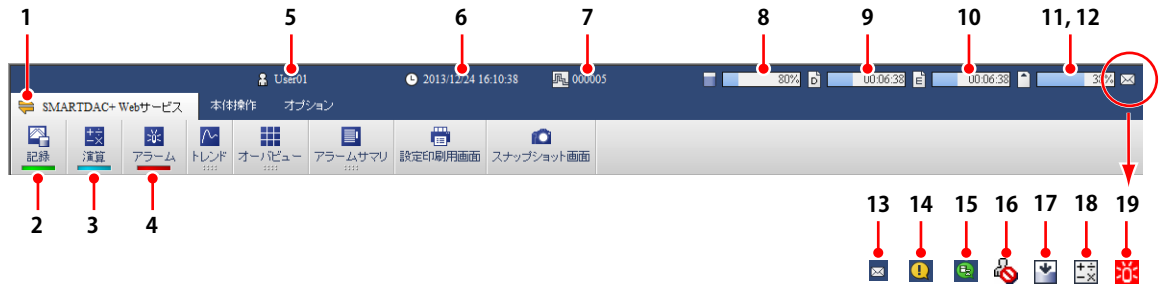 1 5 6 7 8 9 10 11, 12
User01 2013/12/24 16:10:38 000005 80% D 00:06:38 E 00:06:38 38%
SMARTDAC+ Webサービス 本体操作 オプション
記録 演算 アラーム トレンド オーバビュー アラームサマリ 設定印刷用画面 スナップショット画面
2 3 4 13 14 15 16 17 18 19